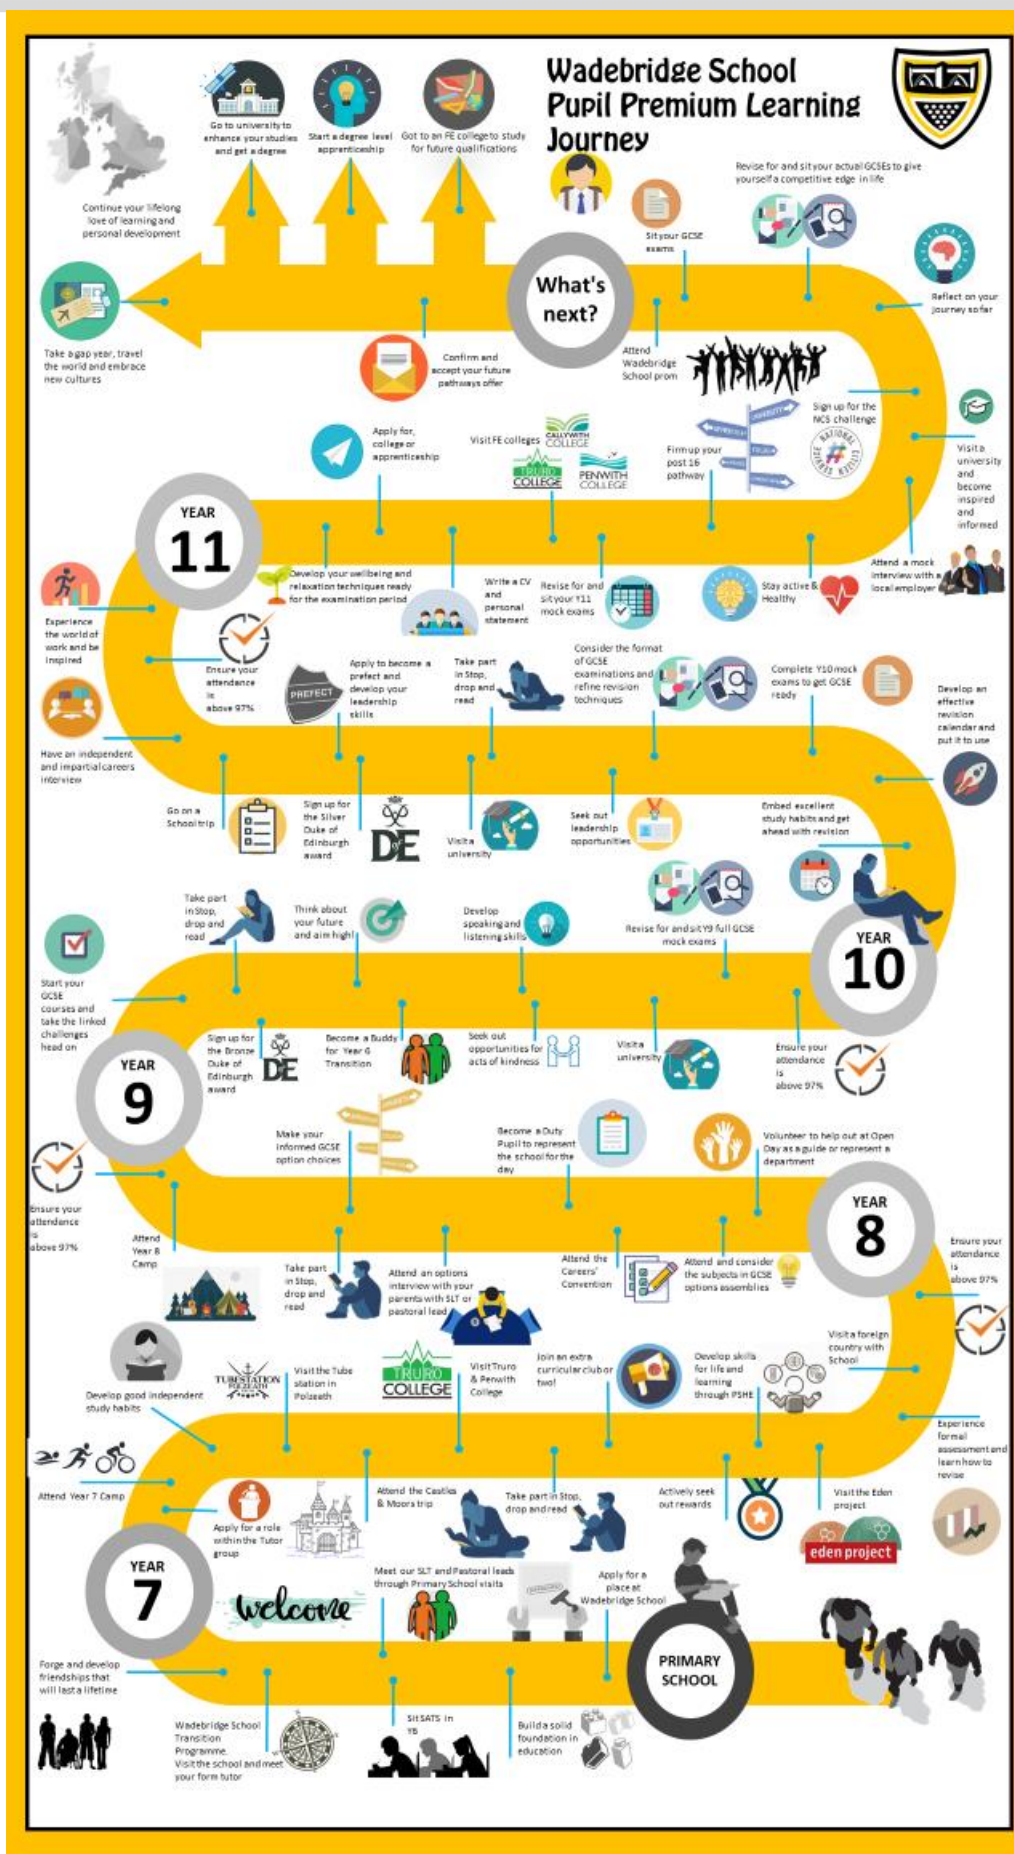 Wadebridge School
Pupil Premium Learning
Journey
Go to university to
enhance your studies
and get a degree
Start a degree level
apprenticeship
Got to an FE college to study
for future qualifications
Continue your lifelong
love of learning and
personal development
Revise for and sit your actual GCSEs to give
yourself a competitive edge in life
Sit your GCSE
exams
What's
next?
Reflect on your
journey so far
Take a gap year, travel
the world and embrace
new cultures
Confirm and
accept your future
pathways offer
Attend
Wadebridge
School prom
Apply for,
college or
apprenticeship
Visit FE colleges
CALLYWITH
COLLEGE
TRURO
COLLEGE
PENWITH
COLLEGE
Firm up your
post 16
pathway
UNIVERSITY
Sign up for the
NCS challenge
NATIONAL
CITIZEN SERVICE
Visit a
university
and
become
inspired
and
informed
YEAR
11
Develop your wellbeing and
relaxation techniques ready
for the examination period
Write a CV
and
personal
statement
Revise for and
sit your Y11
mock exams
Stay active &
Healthy
Attend a mock
interview with a
local employer
Experience
the world of
work and be
inspired
Ensure your
attendance
is
above 97%
PREFECT
Apply to become a
prefect and
develop your
leadership
skills
Take part
in Stop,
drop and
read
Consider the format
of GCSE
examinations and
refine revision
techniques
Complete Y10 mock
exams to get GCSE
ready
Develop an
effective
revision
calendar and
put it to use
Have an independent
and impartial careers
interview
Go on a
School trip
Sign up for
the Silver
Duke of
Edinburgh
award
DofE
Visit a
university
Seek out
leadership
opportunities
Embed excellent
study habits and get
ahead with revision
Take part
in Stop,
drop and
read
Think about
your future
and aim high!
Develop
speaking and
listening skills
Revise for and sit Y9 full GCSE
mock exams
YEAR
10
Start your
GCSE
courses and
take the linked
challenges
head on
YEAR
9
Sign up for
the Bronze
Duke of
Edinburgh
award
DofE
Become a Buddy
for Year 6
Transition
Seek out
opportunities for
acts of kindness
Visit a
university
Ensure your
attendance
is
above 97%
Make your
informed GCSE
option choices
Become a Duty
Pupil to represent
the school for the
day
Volunteer to help out at Open
Day as a guide or represent a
department
YEAR
8
Ensure your
attendance
is
above 97%
Attend
Year 8
Camp
Take part
in Stop,
drop and
read
Attend an options
interview with your
parents with SLT or
pastoral lead
Attend the
Careers'
Convention
Attend and consider
the subjects in GCSE
options assemblies
Ensure your
attendance
is
above 97%
Develop good independent
study habits
TUBESTATION
POLZEATH
Visit the Tube
station in
Polzeath
TRURO
COLLEGE
Visit Truro
& Penwith
College
Join an extra
curricular club or
two!
Develop skills
for life and
learning
through PSHE
Visit a foreign
country with
School
Experience
formal
assessment and
learn how to
revise
Attend Year 7 Camp
Apply for a role
within the Tutor
group
Attend the Castles
& Moors trip
Take part in Stop,
drop and read
Actively seek
out rewards
Visit the Eden
project
eden project
YEAR
7
welcome
Meet our SLT and Pastoral leads
through Primary School visits
Apply for a
place at
Wadebridge School
PRIMARY
SCHOOL
Forge and develop
friendships that
will last a lifetime
Wadebridge School
Transition
Programme.
Visit the school and meet
your form tutor
Sit SATS in
Y6
Build a solid
foundation in
education